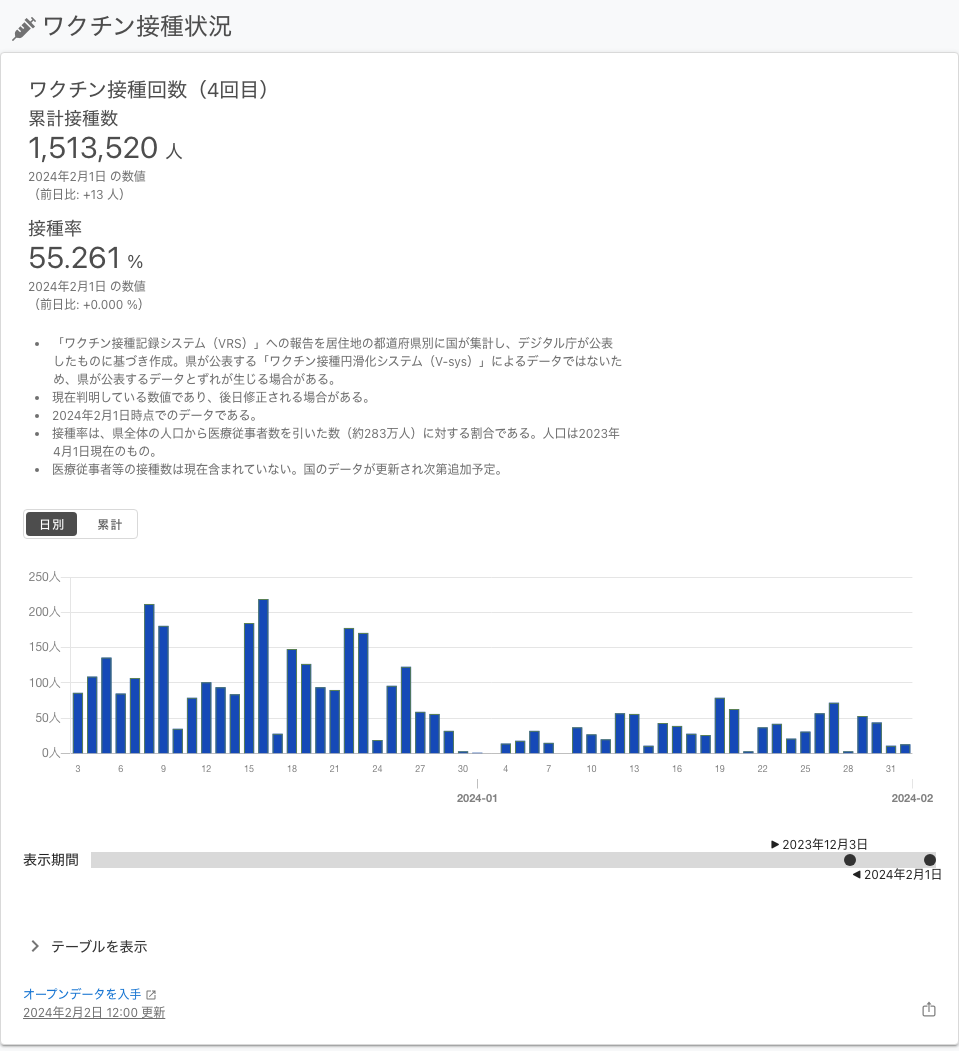 ワクチン接種状況
ワクチン接種回数（4回目）
累計接種数
1,513,520 人
2024年2月1日 の数値
（前日比: +13 人）
接種率
55.261 %
2024年2月1日 の数値
（前日比: +0.000 %）
• 「ワクチン接種記録システム（VRS）」への報告を居住地の都道府県別に国が集計し、デジタル庁が公表
したものに基づき作成。県が公表する「ワクチン接種円滑化システム（V-sys）」によるデータではないた
め、県が公表するデータとずれが生じる場合がある。
• 現在判明している数値であり、後日修正される場合がある。
• 2024年2月1日時点でのデータである。
• 接種率は、県全体の人口から医療従事者数を引いた数（約283万人）に対する割合である。人口は2023年
4月1日現在のもの。
• 医療従事者等の接種数は現在含まれていない。国のデータが更新され次第追加予定。
日別 累計
250人
200人
150人
100人
50人
0人
3 6 9 12 15 18 21 24 27 30 4 7 10 13 16 19 22 25 28 31
2024-01 2024-02
▶ 2023年12月3日
表示期間
◀ 2024年2月1日
テーブルを表示
オープンデータを入手
2024年2月2日 12:00 更新